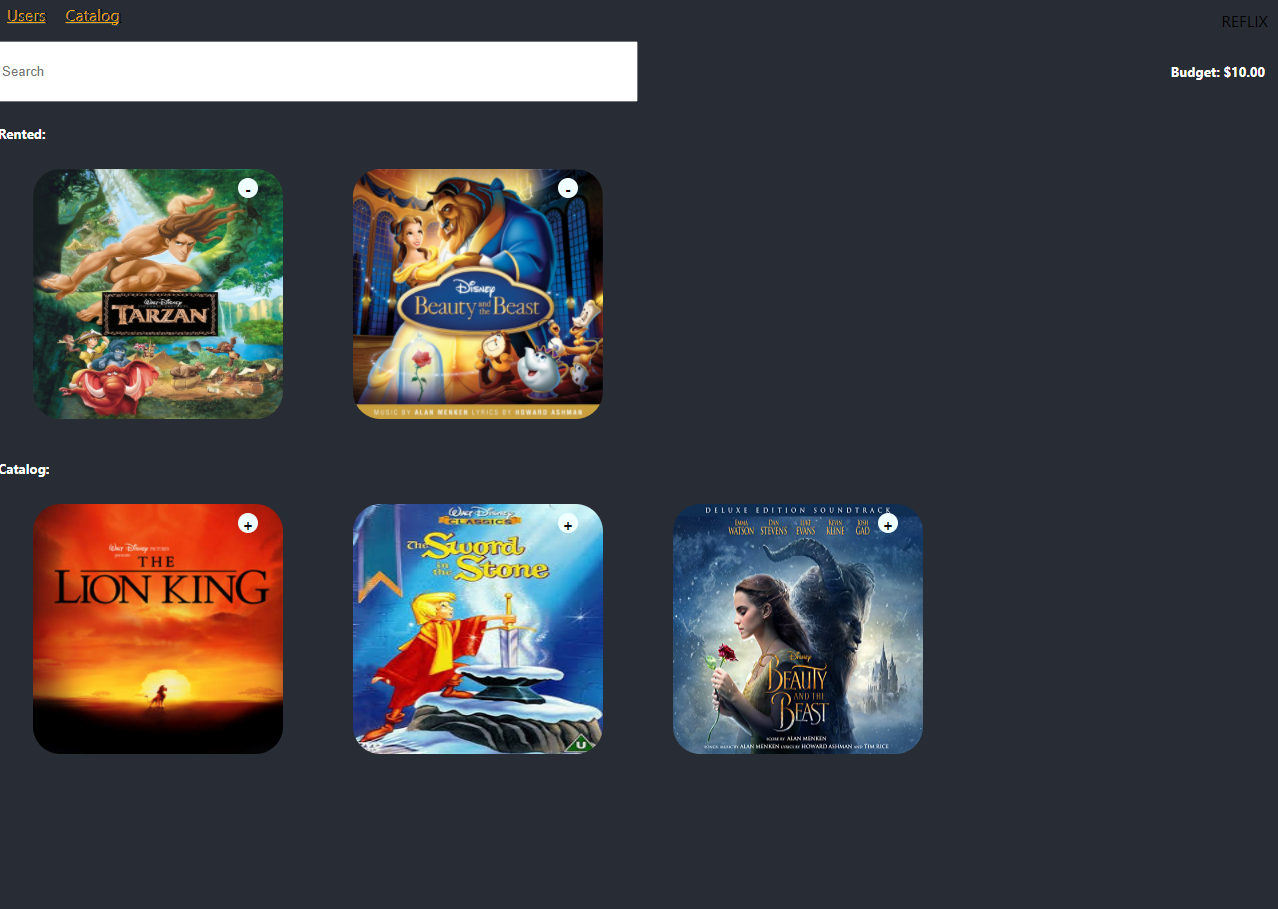 Users Catalog
REFLIX
Search
Budget: $10.00
Rented:
-
-
Walt Disney
TARZAN
Disney
Beauty and the Beast
MUSIC BY ALAN MENKEN LYRICS BY HOWARD ASHMAN
Catalog:
+
+
+
WALT DISNEY PICTURES
presents
THE
LION KING
WALT DISNEY
CLASSICS
The Sword
in the Stone
U
DELUXE EDITION SOUNDTRACK
EMMA WATSON
DAN STEVENS
LUKE EVANS
KEVIN KLINE
JOSH GAD
Disney
BEAUTY
AND THE
BEAST
SCORE BY ALAN MENKEN
SONGS MUSIC BY ALAN MENKEN LYRICS BY HOWARD ASHMAN AND TIM RICE